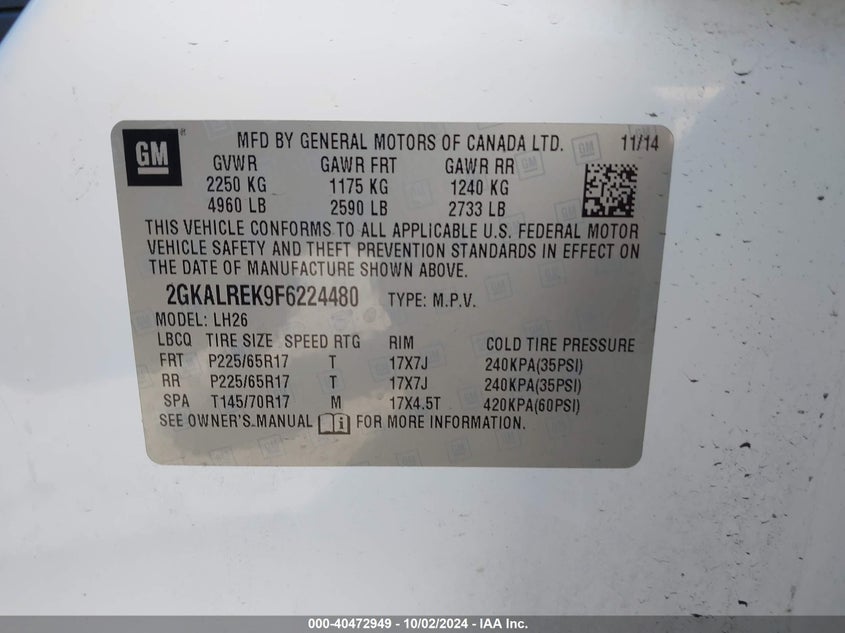 GM ® MFD BY GENERAL MOTORS OF CANADA LTD. 11/14
GVWR GAWR FRT GAWR RR
2250 KG 1175 KG 1240 KG
4960 LB 2590 LB 2733 LB
THIS VEHICLE CONFORMS TO ALL APPLICABLE U.S. FEDERAL MOTOR
VEHICLE SAFETY AND THEFT PREVENTION STANDARDS IN EFFECT ON
THE DATE OF MANUFACTURE SHOWN ABOVE.
2GKALREK9F6224480 TYPE: M.P.V.
MODEL: LH26
LBCQ TIRE SIZE SPEED RTG RIM COLD TIRE PRESSURE
FRT P225/65R17 T 17X7J 240KPA(35PSI)
RR P225/65R17 T 17X7J 240KPA(35PSI)
SPA T145/70R17 M 17X4.5T 420KPA(60PSI)
SEE OWNER'S MANUAL i FOR MORE INFORMATION.
000-40472949 - 10/02/2024 - IAA Inc.